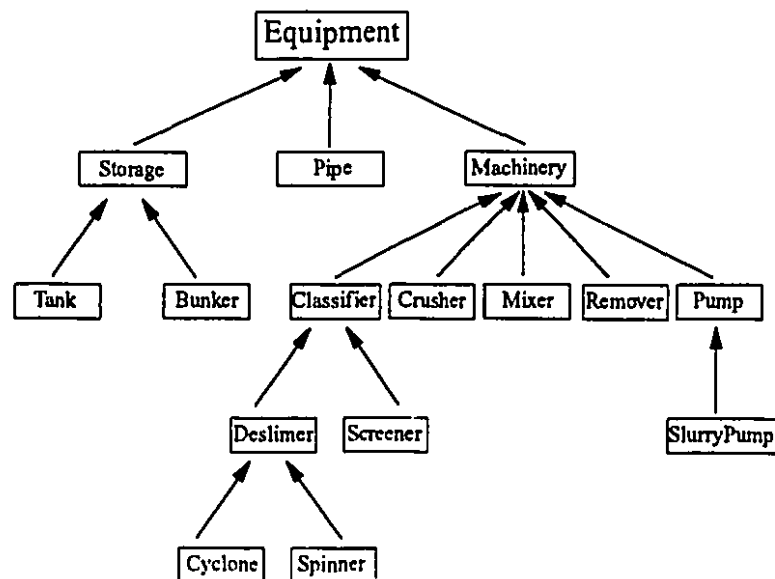 Equipment
Storage
Pipe
Machinery
Tank
Bunker
Classifier
Crusher
Mixer
Remover
Pump
Deslimer
Screener
SlurryPump
Cyclone
Spinner